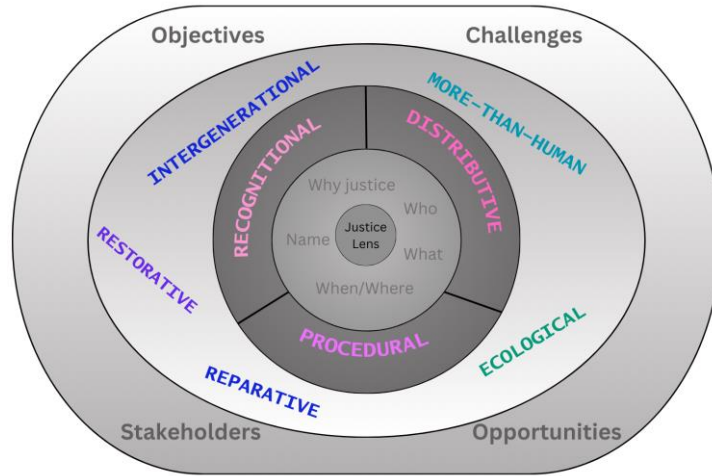 Objectives
Challenges
INTERGENERATIONAL
MORE-THAN-HUMAN
RECOGNITIONAL
DISTRIBUTIVE
Why justice
Who
Justice
Lens
Name
What
When/Where
RESTORATIVE
PROCEDURAL
ECOLOGICAL
REPARATIVE
Stakeholders
Opportunities